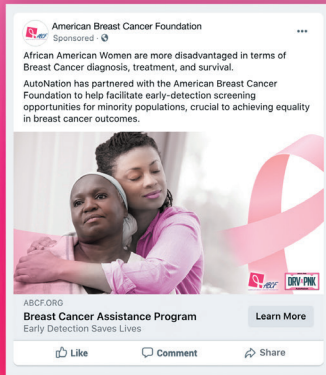 American Breast Cancer Foundation
Sponsored ·
African American Women are more disadvantaged in terms of
Breast Cancer diagnosis, treatment, and survival.
AutoNation has partnered with the American Breast Cancer
Foundation to help facilitate early-detection screening
opportunities for minority populations, crucial to achieving equality
in breast cancer outcomes.
ABCF DRV PNK
ABCF.ORG
Breast Cancer Assistance Program
Early Detection Saves Lives
Learn More
Like Comment Share